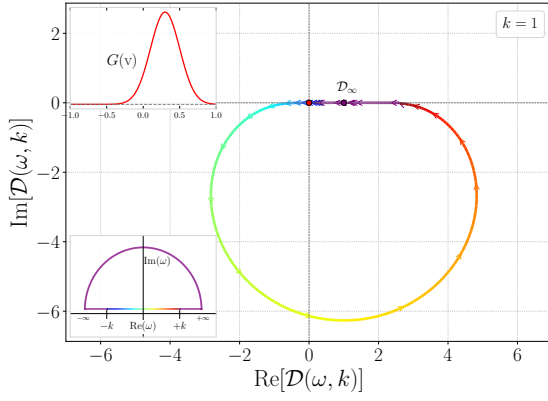 k = 1
G(v)
−1.0 −0.5 0.0 0.5 1.0
𝒟∞
2
0
−2
−4
−6
Im[𝒟(ω, k)]
Im(ω)
−∞ −k Re(ω) +k +∞
−6 −4 −2 0 2 4 6
Re[𝒟(ω, k)]